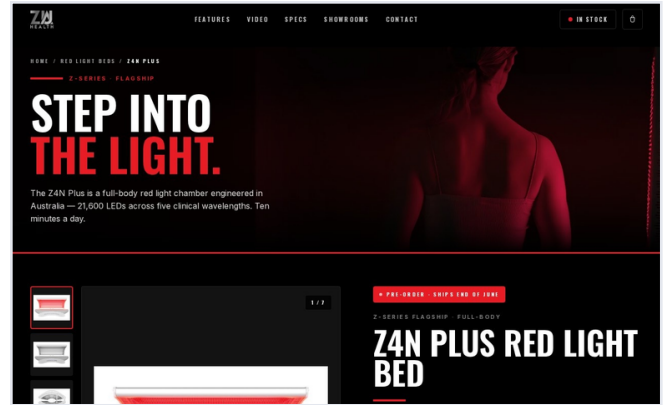 ZW
HEALTH
FEATURES VIDEO SPECS SHOWROOMS CONTACT
IN STOCK
HOME / RED LIGHT BEDS / Z4N PLUS
Z-SERIES · FLAGSHIP
STEP INTO
THE LIGHT.
The Z4N Plus is a full-body red light chamber engineered in
Australia — 21,600 LEDs across five clinical wavelengths. Ten
minutes a day.
1 / 7
PRE-ORDER · SHIPS END OF JUNE
Z-SERIES FLAGSHIP · FULL-BODY
Z4N PLUS RED LIGHT
BED